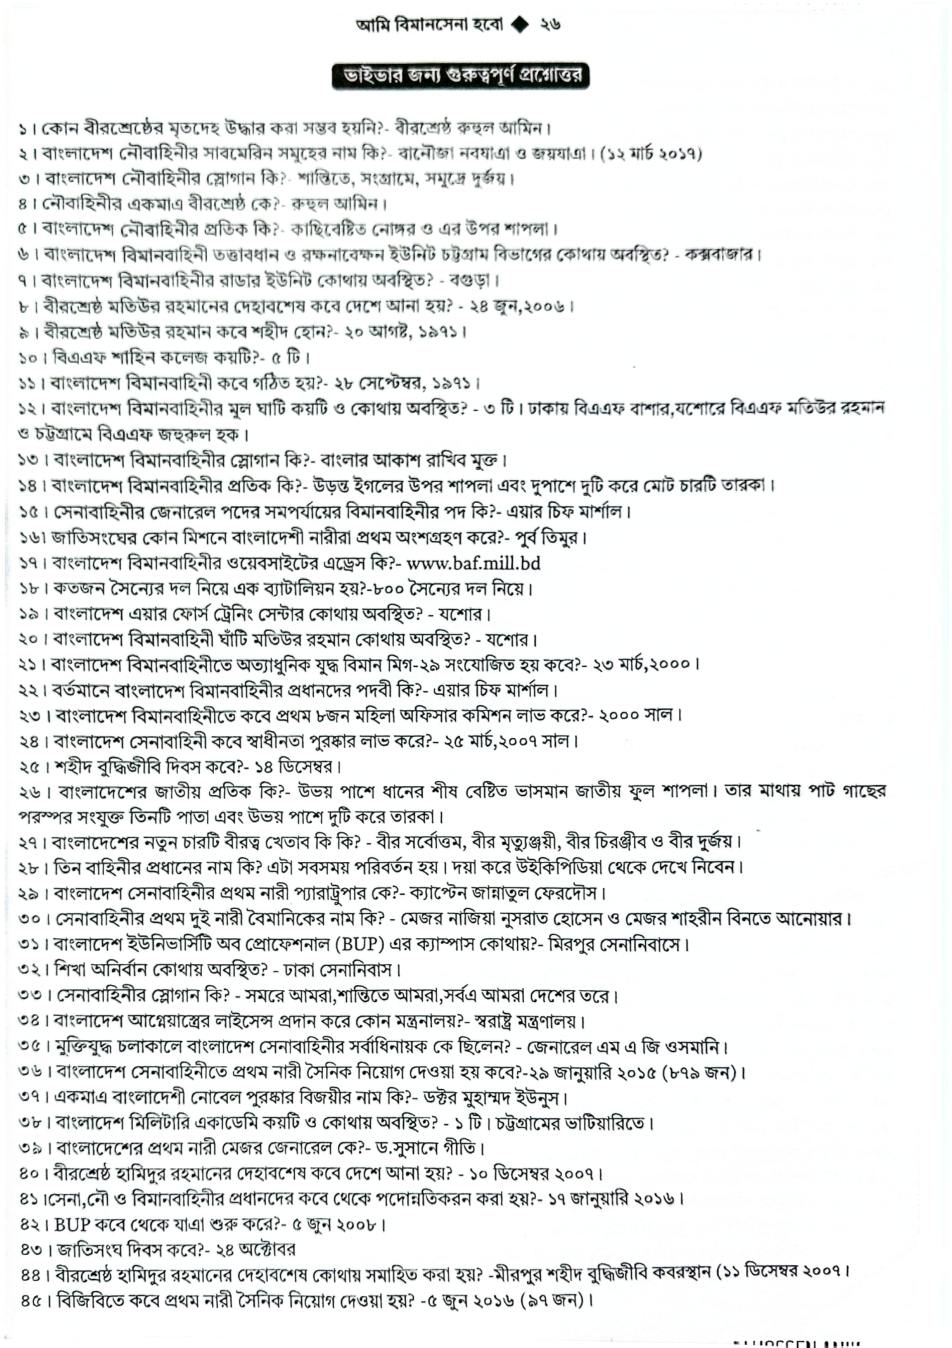 আমি বিমানসেনা হবো ◆ ২৬
ভাইভার জন্য গুরুত্বপূর্ণ প্রশ্নোত্তর
১। কোন বীরশ্রেষ্ঠের মৃতদেহ উদ্ধার করা সম্ভব হয়নি?- বীরশ্রেষ্ঠ রুহুল আমিন।
২। বাংলাদেশ নৌবাহিনীর সাবমেরিন সমূহের নাম কি?- বানৌজা নবযাত্রা ও জয়যাত্রা। (১২ মার্চ ২০১৭)
৩। বাংলাদেশ নৌবাহিনীর স্লোগান কি?- শান্তিতে, সংগ্রামে, সমুদ্রে দুর্জয়।
৪। নৌবাহিনীর একমাএ বীরশ্রেষ্ঠ কে?- রুহুল আমিন।
৫। বাংলাদেশ নৌবাহিনীর প্রতিক কি?- কাছিবেষ্টিত নোঙ্গর ও এর উপর শাপলা।
৬। বাংলাদেশ বিমানবাহিনী তত্তাবধান ও রক্ষনাবেক্ষন ইউনিট চট্টগ্রাম বিভাগের কোথায় অবস্থিত? - কক্সবাজার।
৭। বাংলাদেশ বিমানবাহিনীর রাডার ইউনিট কোথায় অবস্থিত? - বগুড়া।
৮। বীরশ্রেষ্ঠ মতিউর রহমানের দেহাবশেষ কবে দেশে আনা হয়? - ২৪ জুন,২০০৬।
৯। বীরশ্রেষ্ঠ মতিউর রহমান কবে শহীদ হোন?- ২০ আগষ্ট, ১৯৭১।
১০। বিএএফ শাহিন কলেজ কয়টি?- ৫ টি।
১১। বাংলাদেশ বিমানবাহিনী কবে গঠিত হয়?- ২৮ সেপ্টেম্বর, ১৯৭১।
১২। বাংলাদেশ বিমানবাহিনীর মূল ঘাটি কয়টি ও কোথায় অবস্থিত? - ৩ টি। ঢাকায় বিএএফ বাশার,যশোরে বিএএফ মতিউর রহমান
ও চট্টগ্রামে বিএএফ জহুরুল হক।
১৩। বাংলাদেশ বিমানবাহিনীর স্লোগান কি?- বাংলার আকাশ রাখিব মুক্ত।
১৪। বাংলাদেশ বিমানবাহিনীর প্রতিক কি?- উড়ন্ত ইগলের উপর শাপলা এবং দুপাশে দুটি করে মোট চারটি তারকা।
১৫। সেনাবাহিনীর জেনারেল পদের সমপর্যায়ের বিমানবাহিনীর পদ কি?- এয়ার চিফ মার্শাল।
১৬। জাতিসংঘের কোন মিশনে বাংলাদেশী নারীরা প্রথম অংশগ্রহণ করে?- পূর্ব তিমুর।
১৭। বাংলাদেশ বিমানবাহিনীর ওয়েবসাইটের এড্রেস কি?- www.baf.mill.bd
১৮। কতজন সৈন্যের দল নিয়ে এক ব্যাটালিয়ন হয়?-৮০০ সৈন্যের দল নিয়ে।
১৯। বাংলাদেশ এয়ার ফোর্স ট্রেনিং সেন্টার কোথায় অবস্থিত? - যশোর।
২০। বাংলাদেশ বিমানবাহিনী ঘাঁটি মতিউর রহমান কোথায় অবস্থিত? - যশোর।
২১। বাংলাদেশ বিমানবাহিনীতে অত্যাধুনিক যুদ্ধ বিমান মিগ-২৯ সংযোজিত হয় কবে?- ২৩ মার্চ,২০০০।
২২। বর্তমানে বাংলাদেশ বিমানবাহিনীর প্রধানদের পদবী কি?- এয়ার চিফ মার্শাল।
২৩। বাংলাদেশ বিমানবাহিনীতে কবে প্রথম ৮জন মহিলা অফিসার কমিশন লাভ করে?- ২০০০ সাল।
২৪। বাংলাদেশ সেনাবাহিনী কবে স্বাধীনতা পুরষ্কার লাভ করে?- ২৫ মার্চ,২০০৭ সাল।
২৫। শহীদ বুদ্ধিজীবি দিবস কবে?- ১৪ ডিসেম্বর।
২৬। বাংলাদেশের জাতীয় প্রতিক কি?- উভয় পাশে ধানের শীষ বেষ্টিত ভাসমান জাতীয় ফুল শাপলা। তার মাথায় পাট গাছের
পরস্পর সংযুক্ত তিনটি পাতা এবং উভয় পাশে দুটি করে তারকা।
২৭। বাংলাদেশের নতুন চারটি বীরত্ব খেতাব কি কি? - বীর সর্বোত্তম, বীর মৃত্যুঞ্জয়ী, বীর চিরঞ্জীব ও বীর দুর্জয়।
২৮। তিন বাহিনীর প্রধানের নাম কি? এটা সবসময় পরিবর্তন হয়। দয়া করে উইকিপিডিয়া থেকে দেখে নিবেন।
২৯। বাংলাদেশ সেনাবাহিনীর প্রথম নারী প্যারাট্রুপার কে?- ক্যাপ্টেন জান্নাতুল ফেরদৌস।
৩০। সেনাবাহিনীর প্রথম দুই নারী বৈমানিকের নাম কি? - মেজর নাজিয়া নুসরাত হোসেন ও মেজর শাহরীন বিনতে আনোয়ার।
৩১। বাংলাদেশ ইউনিভার্সিটি অব প্রোফেশনাল (BUP) এর ক্যাম্পাস কোথায়?- মিরপুর সেনানিবাসে।
৩২। শিখা অনির্বান কোথায় অবস্থিত? - ঢাকা সেনানিবাস।
৩৩। সেনাবাহিনীর স্লোগান কি? - সমরে আমরা,শান্তিতে আমরা,সর্বএ আমরা দেশের তরে।
৩৪। বাংলাদেশ আগ্নেয়াস্ত্রের লাইসেন্স প্রদান করে কোন মন্ত্রনালয়?- স্বরাষ্ট্র মন্ত্রণালয়।
৩৫। মুক্তিযুদ্ধ চলাকালে বাংলাদেশ সেনাবাহিনীর সর্বাধিনায়ক কে ছিলেন? - জেনারেল এম এ জি ওসমানি।
৩৬। বাংলাদেশ সেনাবাহিনীতে প্রথম নারী সৈনিক নিয়োগ দেওয়া হয় কবে?-২৯ জানুয়ারি ২০১৫ (৮৭৯ জন)।
৩৭। একমাএ বাংলাদেশী নোবেল পুরষ্কার বিজয়ীর নাম কি?- ডক্টর মুহাম্মদ ইউনুস।
৩৮। বাংলাদেশ মিলিটারি একাডেমি কয়টি ও কোথায় অবস্থিত? - ১ টি। চট্টগ্রামের ভাটিয়ারিতে।
৩৯। বাংলাদেশের প্রথম নারী মেজর জেনারেল কে?- ড.সুসানে গীতি।
৪০। বীরশ্রেষ্ঠ হামিদুর রহমানের দেহাবশেষ কবে দেশে আনা হয়? - ১০ ডিসেম্বর ২০০৭।
৪১।সেনা,নৌ ও বিমানবাহিনীর প্রধানদের কবে থেকে পদোন্নতিকরন করা হয়?- ১৭ জানুয়ারি ২০১৬।
৪২। BUP কবে থেকে যাএা শুরু করে?- ৫ জুন ২০০৮।
৪৩। জাতিসংঘ দিবস কবে?- ২৪ অক্টোবর
৪৪। বীরশ্রেষ্ঠ হামিদুর রহমানের দেহাবশেষ কোথায় সমাহিত করা হয়? -মীরপুর শহীদ বুদ্ধিজীবি কবরস্থান (১১ ডিসেম্বর ২০০৭।
৪৫। বিজিবিতে কবে প্রথম নারী সৈনিক নিয়োগ দেওয়া হয়? -৫ জুন ২০১৬ (৯৭ জন)।